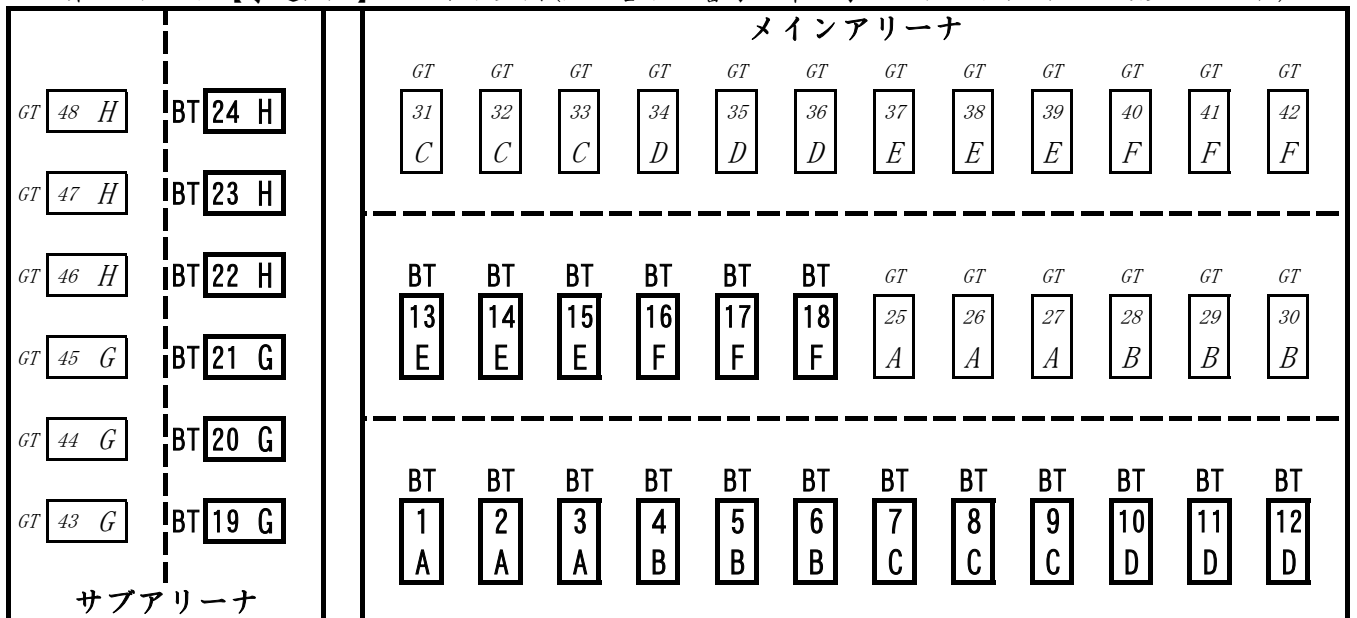 メインアリーナ
GT GT GT GT GT GT GT GT GT GT GT GT
31 32 33 34 35 36 37 38 39 40 41 42
C C C D D D E E E F F F
BT BT BT BT BT BT GT GT GT GT GT GT
13 14 15 16 17 18 25 26 27 28 29 30
E E E F F F A A A B B B
BT BT BT BT BT BT BT BT BT BT BT BT
1 2 3 4 5 6 7 8 9 10 11 12
A A A B B B C C C D D D
GT 48 H BT 24 H
GT 47 H BT 23 H
GT 46 H BT 22 H
GT 45 G BT 21 G
GT 44 G BT 20 G
GT 43 G BT 19 G
サブアリーナ